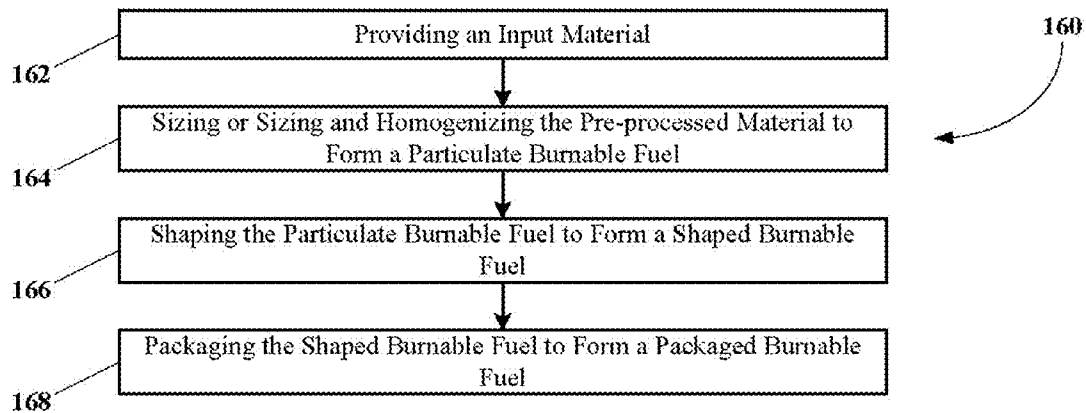 Providing an Input Material
160
162
Sizing or Sizing and Homogenizing the Pre-processed Material to
Form a Particulate Burnable Fuel
164
Shaping the Particulate Burnable Fuel to Form a Shaped Burnable
Fuel
166
Packaging the Shaped Burnable Fuel to Form a Packaged Burnable
Fuel
168